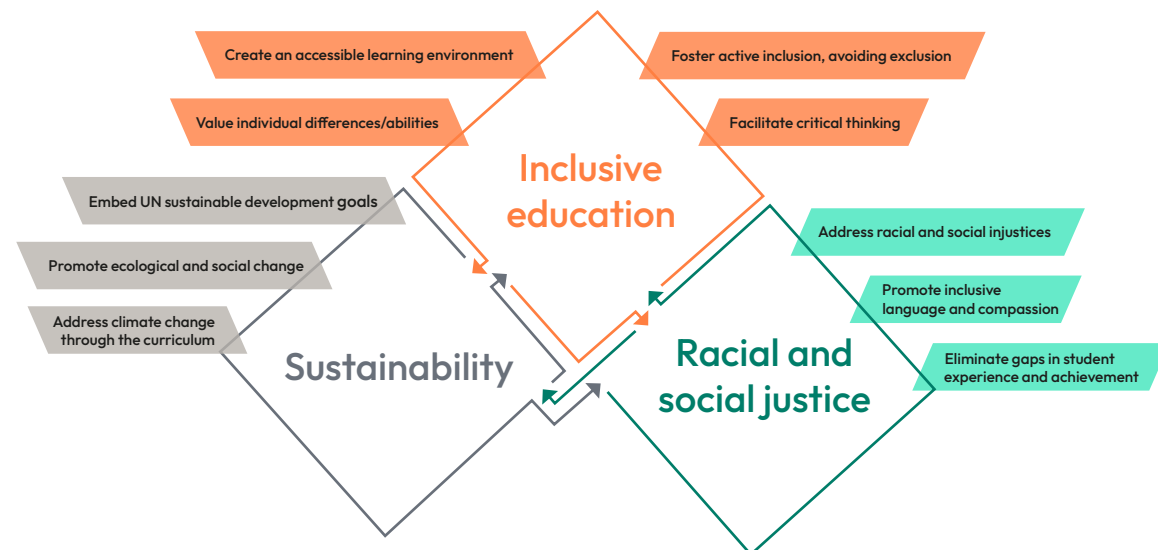 Create an accessible learning environment
Foster active inclusion, avoiding exclusion
Value individual differences/abilities
Facilitate critical thinking
Inclusive
education
Embed UN sustainable development goals
Promote ecological and social change
Address climate change
through the curriculum
Sustainability
Address racial and social injustices
Promote inclusive
language and compassion
Eliminate gaps in student
experience and achievement
Racial and
social justice